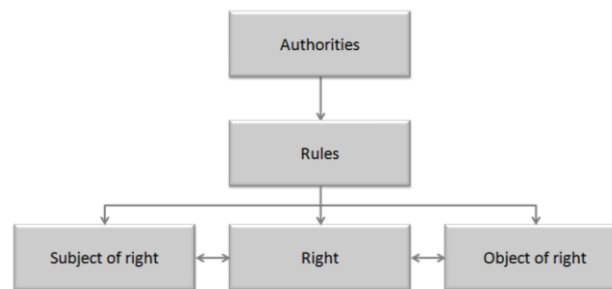 Authorities
Rules
Subject of right
Right
Object of right